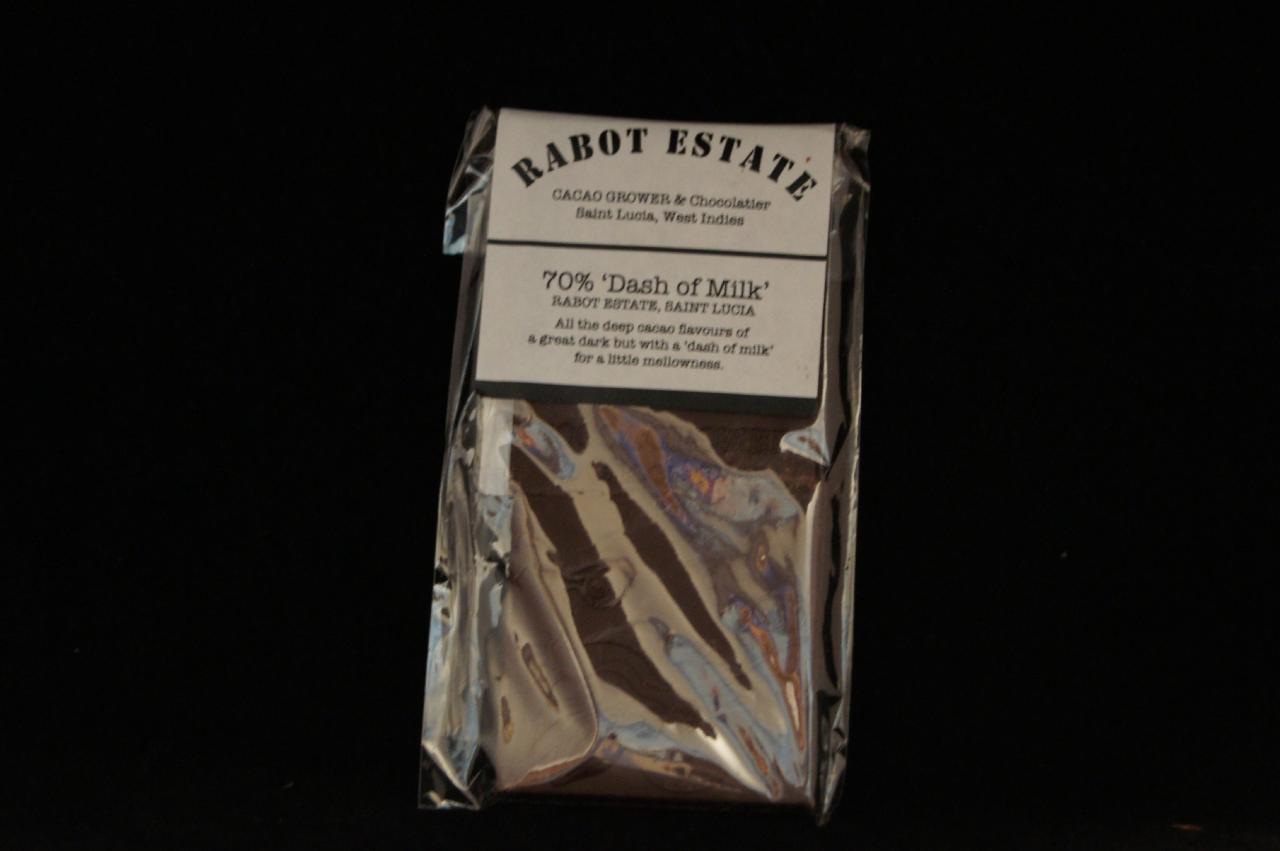 RABOT ESTATE
CACAO GROWER & Chocolatier
Saint Lucia, West Indies
70% ‘Dash of Milk’
RABOT ESTATE, SAINT LUCIA
All the deep cacao flavours of
a great dark but with a ‘dash of milk’
for a little mellowness.